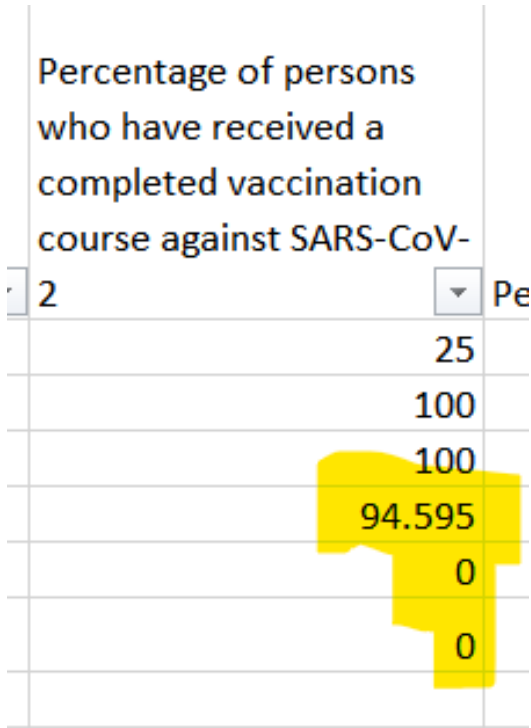 Percentage of persons
who have received a
completed vaccination
course against SARS-CoV-
2
Pe
25
100
100
94.595
0
0